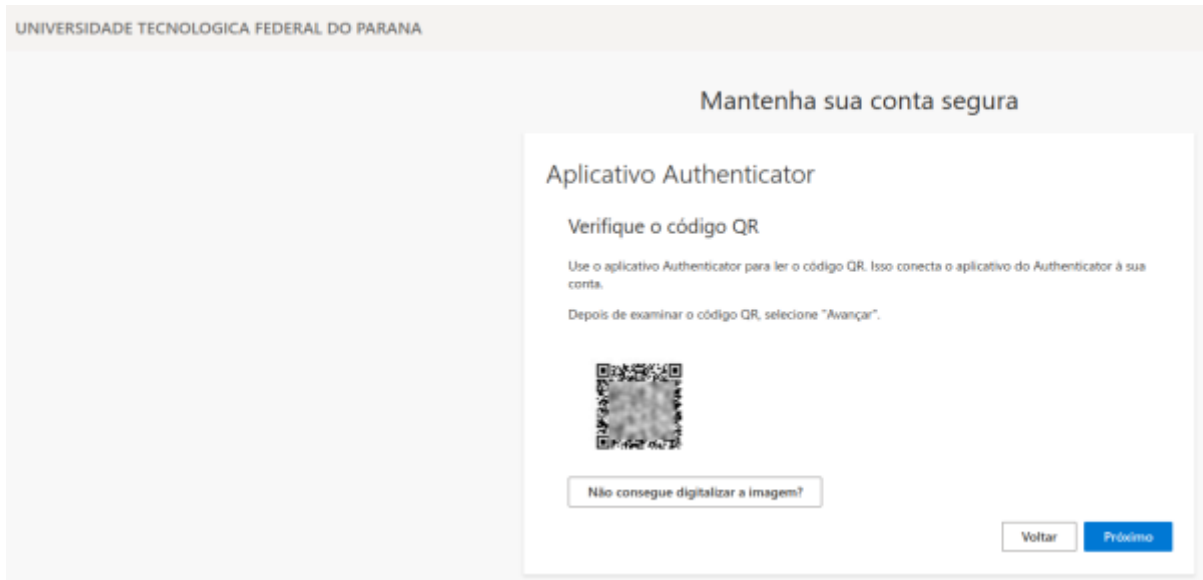 UNIVERSIDADE TECNOLOGICA FEDERAL DO PARANA
Mantenha sua conta segura
Aplicativo Authenticator
Verifique o código QR
Use o aplicativo Authenticator para ler o código QR. Isso conecta o aplicativo do Authenticator à sua
conta.
Depois de examinar o código QR, selecione "Avançar".
Não consegue digitalizar a imagem?
Voltar
Próximo